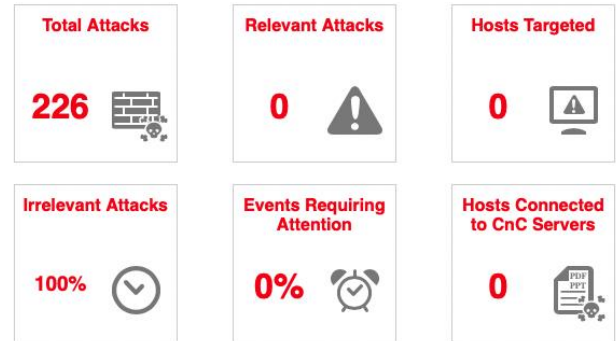 Total Attacks
226
Relevant Attacks
0
Hosts Targeted
0
Irrelevant Attacks
100%
Events Requiring
Attention
0%
Hosts Connected
to CnC Servers
0
PDF
PPT